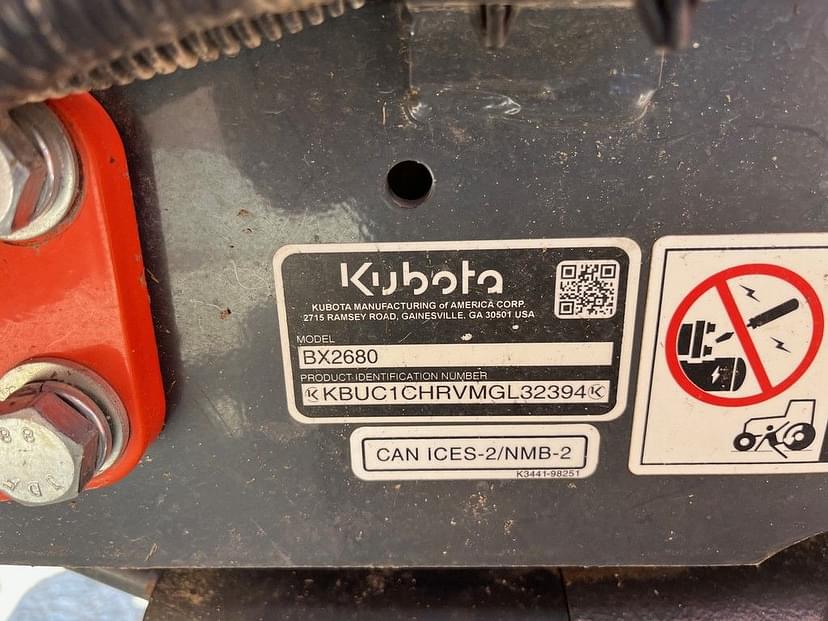 Kubota
KUBOTA MANUFACTURING of AMERICA CORP.
2715 RAMSEY ROAD, GAINESVILLE, GA 30501 USA
MODEL
BX2680
PRODUCT IDENTIFICATION NUMBER
KKBUC1CHRVMGL32394K
CAN ICES-2/NMB-2
K3441-98251